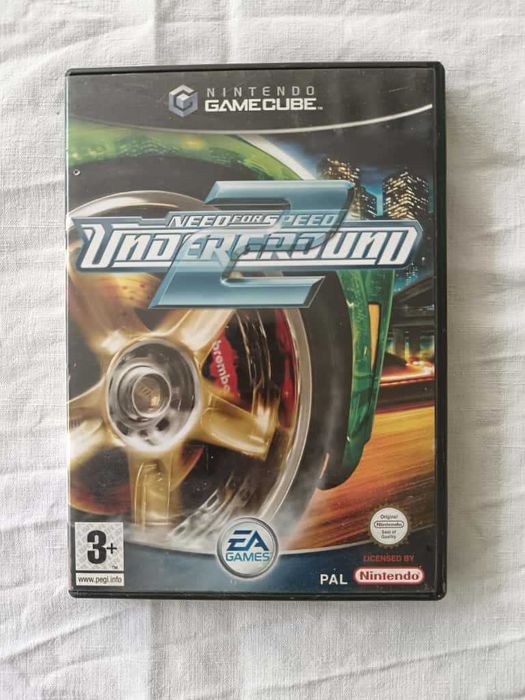 NINTENDO
GAMECUBE™
NEED FOR SPEED
UNDERGROUND
2
brembo
3+
www.pegi.info
EA
GAMES
Original
Nintendo
Seal of
Quality
LICENSED BY
PAL Nintendo